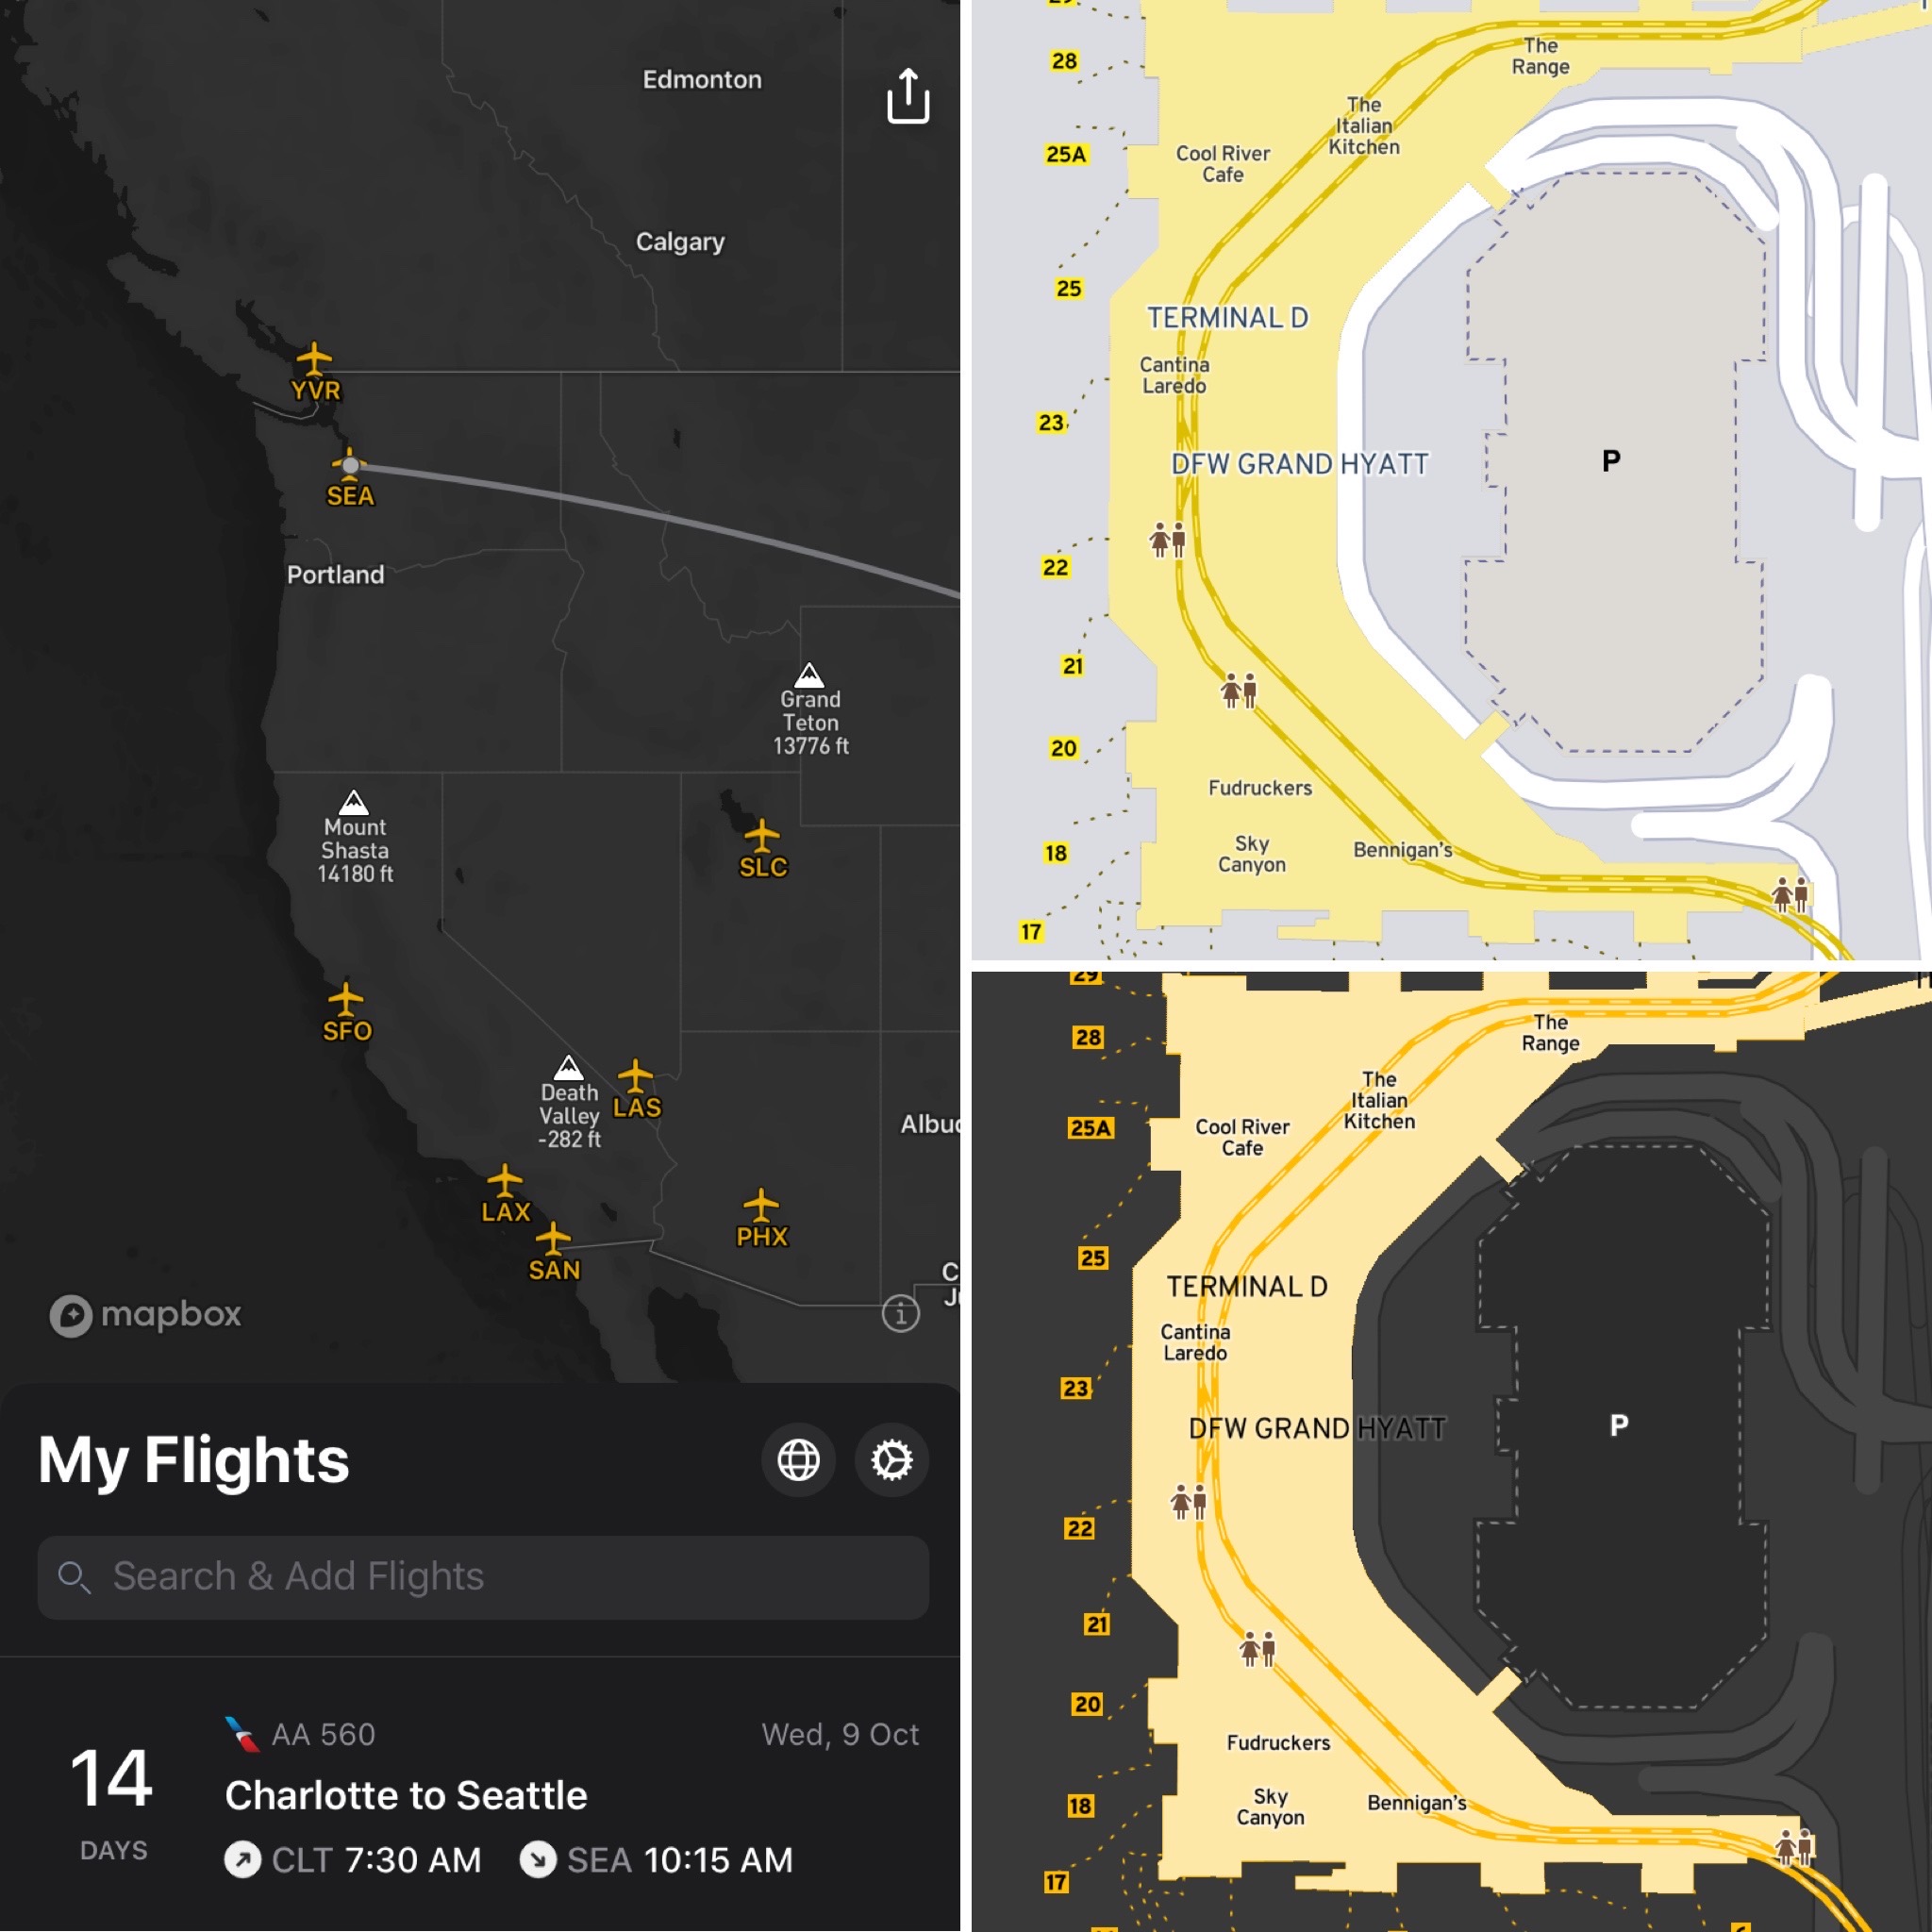 Edmonton
Calgary
YVR
SEA
Portland
Grand
Teton
13776 ft
Mount
Shasta
14180 ft
SLC
SFO
Death
Valley
-282 ft
LAS
LAX
SAN
PHX
mapbox
My Flights
Search & Add Flights
14
DAYS
AA 560
Wed, 9 Oct
Charlotte to Seattle
CLT 7:30 AM
SEA 10:15 AM
28
The
Range
The
Italian
Kitchen
25A
Cool River
Cafe
25
TERMINAL D
Cantina
Laredo
23
DFW GRAND HYATT
P
22
21
20
Fudruckers
18
Sky
Canyon
Bennigan's
17
29
28
The
Range
The
Italian
Kitchen
25A
Cool River
Cafe
25
TERMINAL D
Cantina
Laredo
23
DFW GRAND HYATT
P
22
21
20
Fudruckers
18
Sky
Canyon
Bennigan's
17